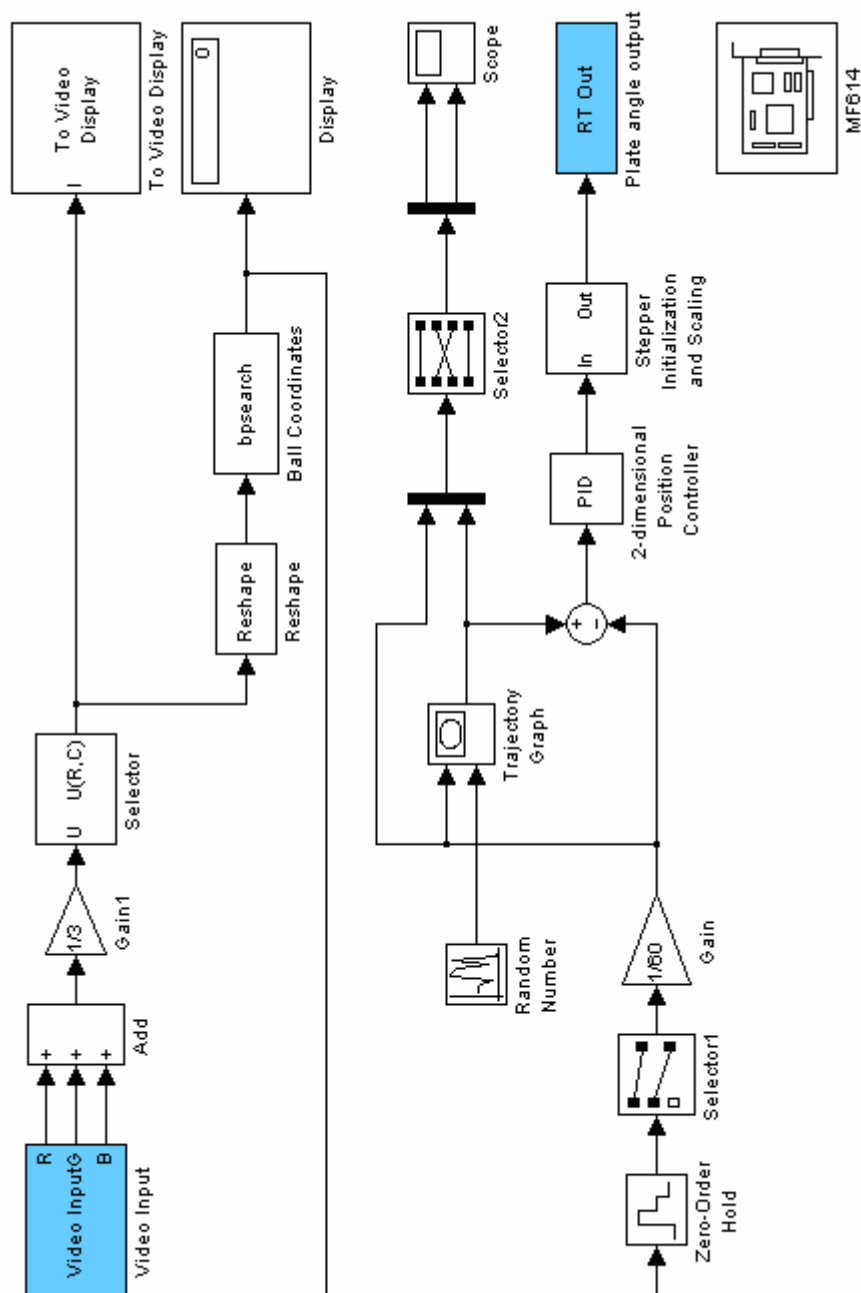 R
Video Input
G
B
Video Input
+
+
+
Add
1/3
Gain1
U
U(R,C)
Selector
I
To Video
Display
To Video Display
Reshape
Reshape
bpsearch
Ball Coordinates
0
Display
Zero-Order
Hold
Selector1
1/60
Gain
Random
Number
Trajectory
Graph
+
−
PID
2-dimensional
Position
Controller
Selector2
Scope
In
Out
Stepper
Initialization
and Scaling
RT Out
Plate angle output
MF614